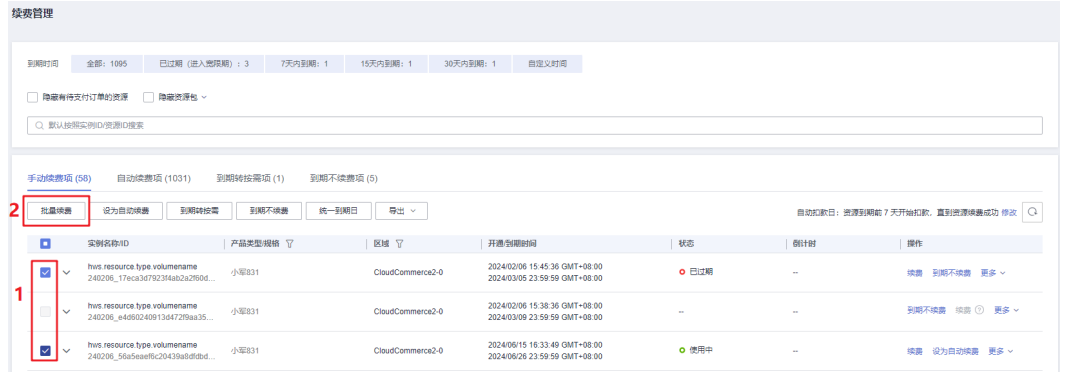 续费管理
到期时间 全部：1095 已过期（进入宽限期）：3 7天内到期：1 15天内到期：1 30天内到期：1 自定义时间
隐藏有待支付订单的资源 隐藏资源包
默认按照实例ID/资源ID搜索
手动续费项 (58) 自动续费项 (1031) 到期转按需项 (1) 到期不续费项 (5)
2 批量续费 设为自动续费 到期转按需 到期不续费 统一到期日 导出 自动扣款日：资源到期前 7 天开始扣款，直到资源续费成功 修改
实例名称/ID 产品类型/规格 区域 开通/到期时间 状态 倒计时 操作
hws.resource.type.volumename 小军831 CloudCommerce2-0 2024/02/06 15:45:36 GMT+08:00 已过期 -- 续费 到期不续费 更多
240206_17eca3d7923f4ab2a2f60d... 2024/03/05 23:59:59 GMT+08:00
1
hws.resource.type.volumename 小军831 CloudCommerce2-0 2024/02/06 15:38:36 GMT+08:00 -- -- 到期不续费 续费 更多
240206_e4d60240913d472f9aa35... 2024/03/09 23:59:59 GMT+08:00
hws.resource.type.volumename 小军831 CloudCommerce2-0 2024/06/15 16:33:49 GMT+08:00 使用中 -- 续费 设为自动续费 更多
240206_56a5eaef6c20439a8dfdbd... 2024/06/26 23:59:59 GMT+08:00